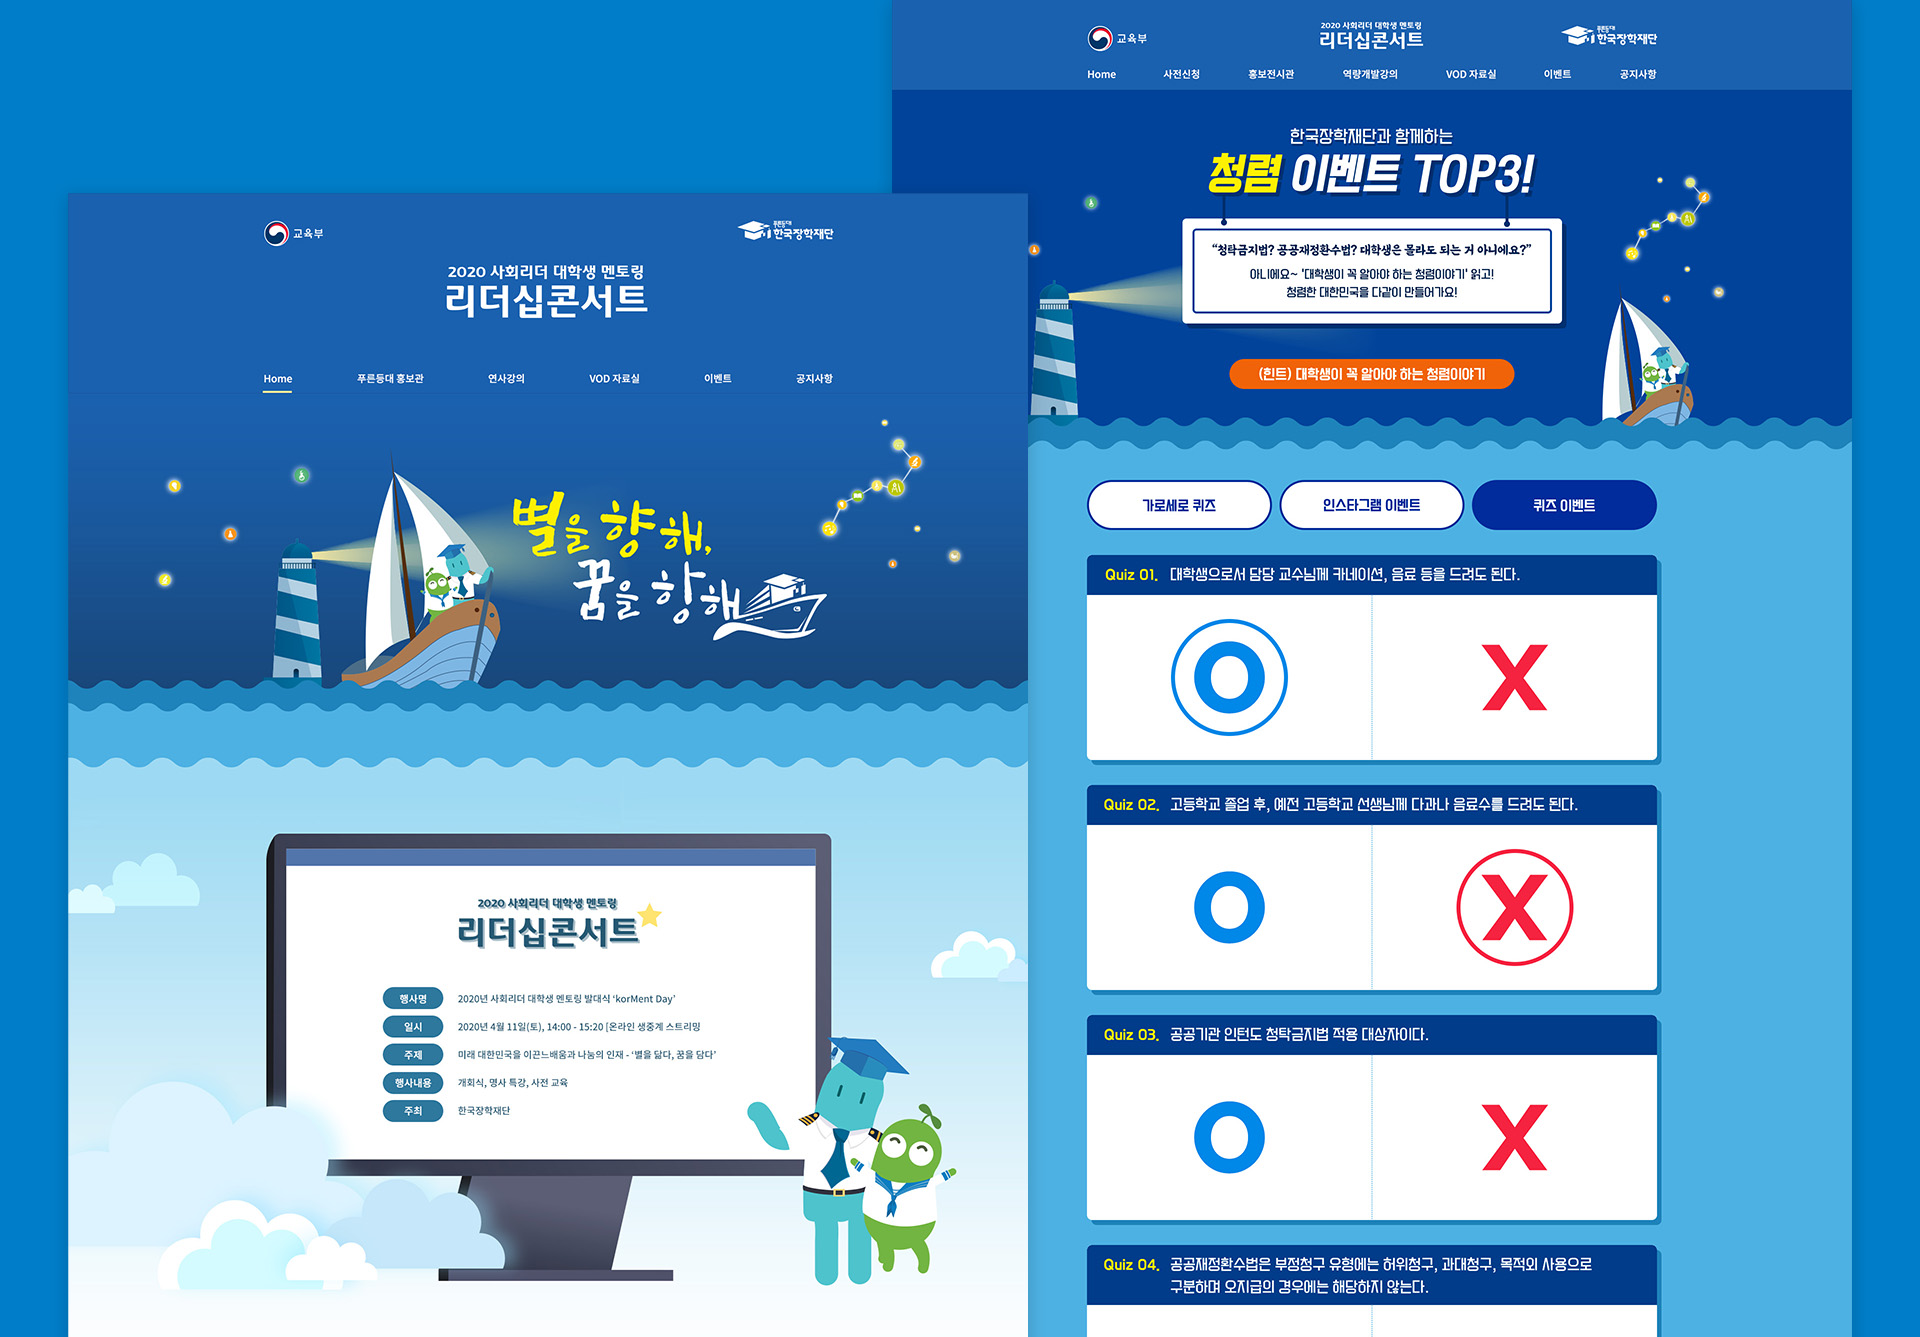 교육부
푸른등대
한국장학재단
2020 사회리더 대학생 멘토링
리더십콘서트
Home 푸른등대 홍보관 연사강의 VOD 자료실 이벤트 공지사항
별을 향해,
꿈을 항해
AI
2020 사회리더 대학생 멘토링
리더십콘서트
행사명 2020년 사회리더 대학생 멘토링 발대식 ‘korMent Day’
일시 2020년 4월 11일(토), 14:00 - 15:20 [온라인 생중계 스트리밍
주제 미래 대한민국을 이끈느배움과 나눔의 인재 - ‘별을 닮다, 꿈을 담다’
행사내용 개회식, 명사 특강, 사전 교육
주최 한국장학재단
교육부
2020 사회리더 대학생 멘토링
리더십콘서트
푸른등대
한국장학재단
Home 사전신청 홍보전시관 역량개발강의 VOD 자료실 이벤트 공지사항
한국장학재단과 함께하는
청렴 이벤트 TOP3!
“청탁금지법? 공공재정환수법? 대학생은 몰라도 되는 거 아니에요?”
아니에요~ '대학생이 꼭 알아야 하는 청렴이야기' 읽고!
청렴한 대한민국을 다같이 만들어가요!
AI
(힌트) 대학생이 꼭 알아야 하는 청렴이야기
가로세로 퀴즈 인스타그램 이벤트 퀴즈 이벤트
Quiz 01. 대학생으로서 담당 교수님께 카네이션, 음료 등을 드려도 된다.
O X
Quiz 02. 고등학교 졸업 후, 예전 고등학교 선생님께 다과나 음료수를 드려도 된다.
O X
Quiz 03. 공공기관 인턴도 청탁금지법 적용 대상자이다.
O X
Quiz 04. 공공재정환수법은 부정청구 유형에는 허위청구, 과대청구, 목적외 사용으로
구분하며 오지급의 경우에는 해당하지 않는다.